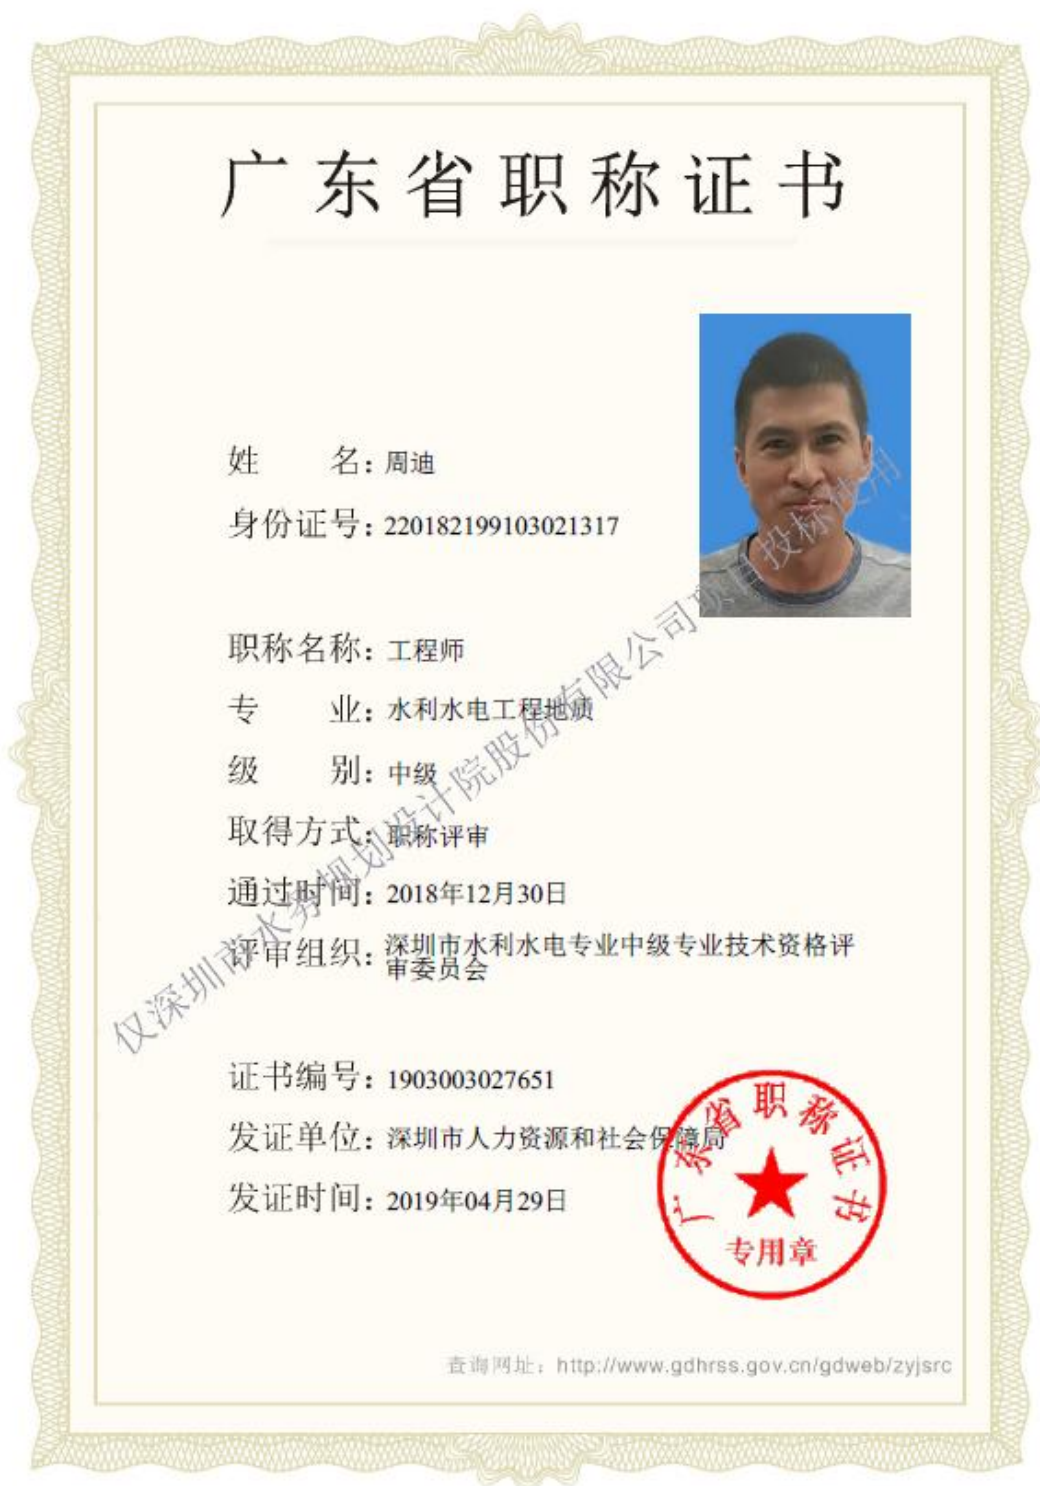 广东省职称证书
姓 名：周迪
身份证号：220182199103021317
职称名称：工程师
专 业：水利水电工程地质
级 别：中级
取得方式：职称评审
通过时间：2018年12月30日
评审组织：深圳市水利水电专业中级专业技术资格评
审委员会
仅深圳市水务规划设计院股份有限公司项目投标使用
证书编号：1903003027651
发证单位：深圳市人力资源和社会保障局
发证时间：2019年04月29日
广东省职称证书
专用章
查询网址：http://www.gdhrss.gov.cn/gdweb/zyjsrc